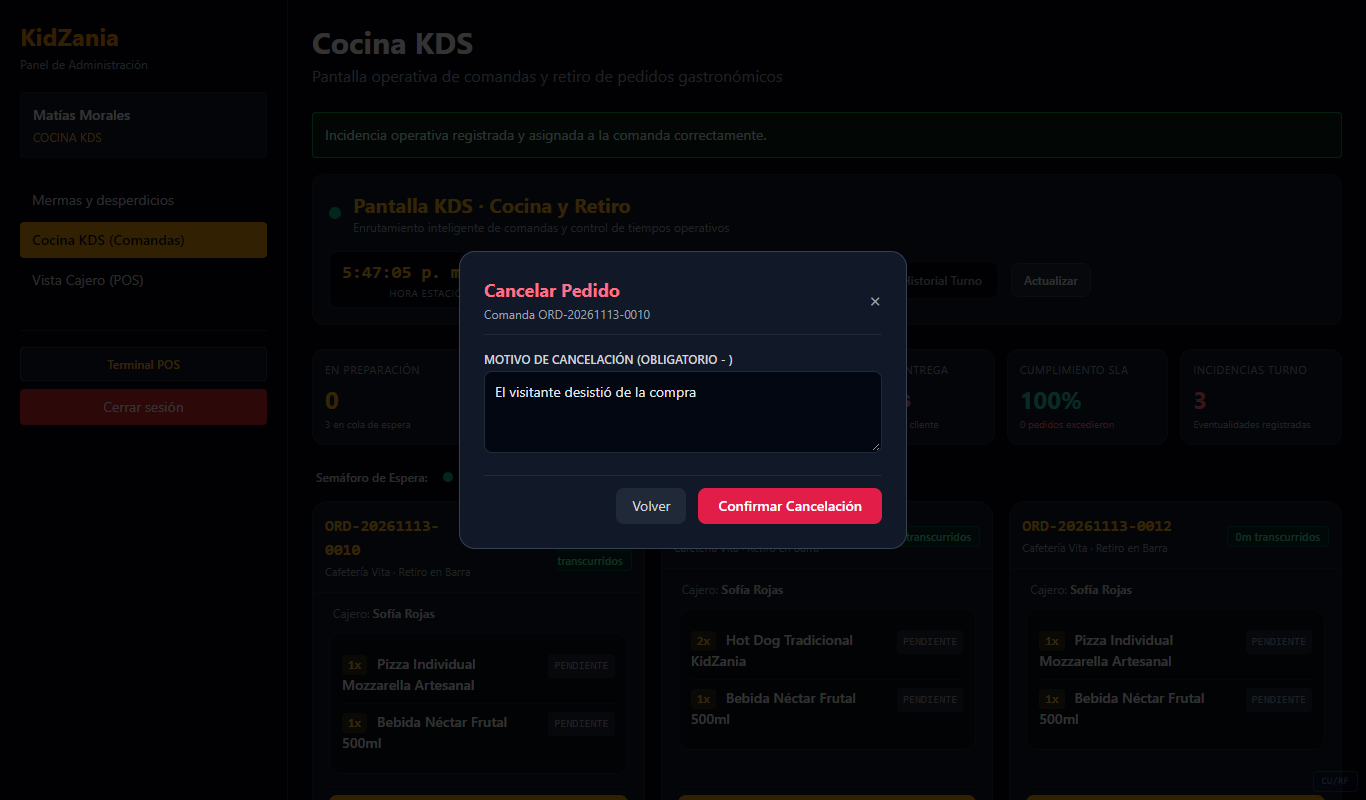 KidZania
Panel de Administración
Matías Morales
COCINA KDS
Mermas y desperdicios
Cocina KDS (Comandas)
Vista Cajero (POS)
Terminal POS
Cerrar sesión
Cocina KDS
Pantalla operativa de comandas y retiro de pedidos gastronómicos
Incidencia operativa registrada y asignada a la comanda correctamente.
Pantalla KDS · Cocina y Retiro
Enrutamiento inteligente de comandas y control de tiempos operativos
5:47:05 p.
HORA
Historial Turno
Actualizar
EN PREPARACIÓN
0
3 en cola de espera
cliente
CUMPLIMIENTO SLA
100%
0 pedidos excedieron
INCIDENCIAS TURNO
3
Eventualidades registradas
Semáforo de Espera:
Cancelar Pedido
Comanda ORD-20261113-0010
×
MOTIVO DE CANCELACIÓN (OBLIGATORIO - )
El visitante desistió de la compra
Volver
Confirmar Cancelación
ORD-20261113-
0010
Cafetería Vita · Retiro en Barra
transcurridos
Cajero: Sofía Rojas
1x Pizza Individual
Mozzarella Artesanal
PENDIENTE
1x Bebida Néctar Frutal
500ml
PENDIENTE
Cafetería Vita · Retiro en Barra
transcurridos
Cajero: Sofía Rojas
2x Hot Dog Tradicional
KidZania
PENDIENTE
1x Bebida Néctar Frutal
500ml
PENDIENTE
ORD-20261113-0012
Cafetería Vita · Retiro en Barra
0m transcurridos
Cajero: Sofía Rojas
1x Pizza Individual
Mozzarella Artesanal
PENDIENTE
1x Bebida Néctar Frutal
500ml
PENDIENTE
CU/RF